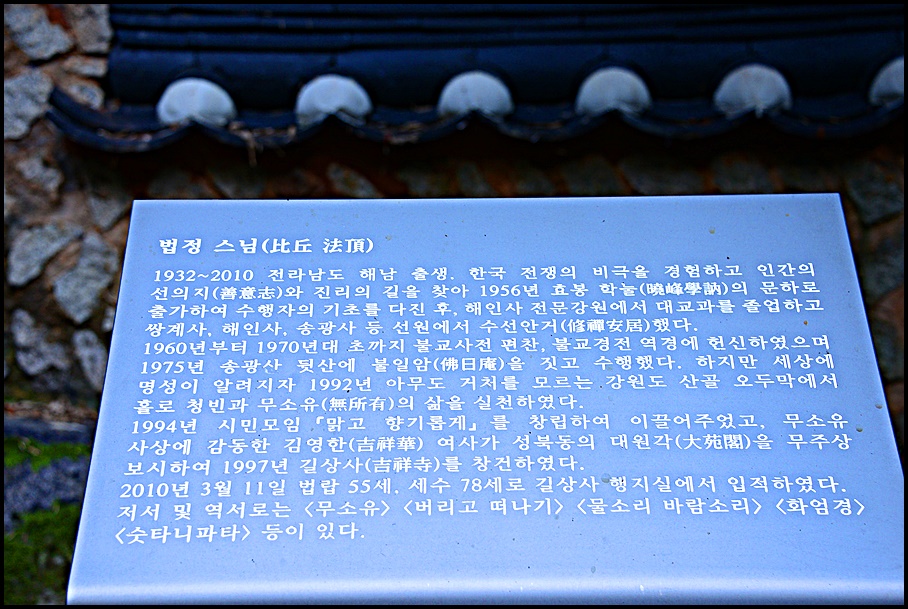 법정 스님(比丘 法頂)
1932~2010 전라남도 해남 출생. 한국 전쟁의 비극을 경험하고 인간의
선의지(善意志)와 진리의 길을 찾아 1956년 효봉 학눌(曉峰學訥)의 문하로
출가하여 수행자의 기초를 다진 후, 해인사 전문강원에서 대교과를 졸업하고
쌍계사, 해인사, 송광사 등 선원에서 수선안거(修禪安居)했다.
1960년부터 1970년대 초까지 불교사전 편찬, 불교경전 역경에 헌신하였으며
1975년 송광산 뒷산에 불일암(佛日庵)을 짓고 수행했다. 하지만 세상에
명성이 알려지자 1992년 아무도 거처를 모르는 강원도 산골 오두막에서
홀로 청빈과 무소유(無所有)의 삶을 실천하였다.
1994년 시민모임 『맑고 향기롭게』를 창립하여 이끌어주었고, 무소유
사상에 감동한 김영한(吉祥華) 여사가 성북동의 대원각(大苑閣)을 무주상
보시하여 1997년 길상사(吉祥寺)를 창건하였다.
2010년 3월 11일 법랍 55세, 세수 78세로 길상사 행지실에서 입적하였다.
저서 및 역서로는 〈무소유〉 〈버리고 떠나기〉 〈물소리 바람소리〉 〈화엄경〉
〈숫타니파타〉 등이 있다.